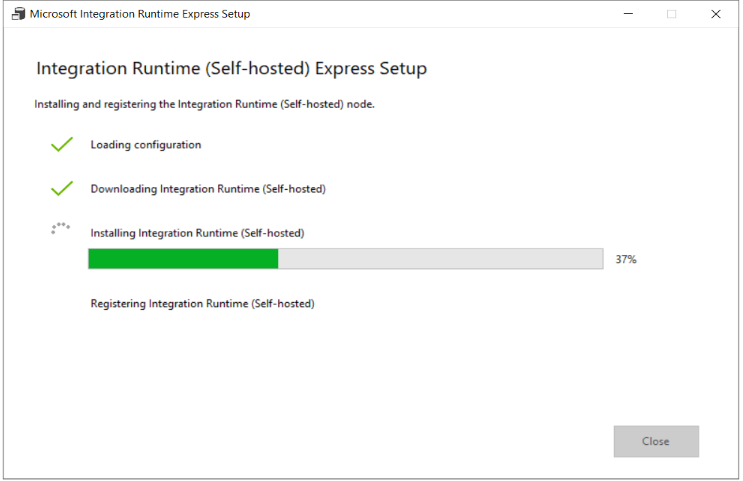 Microsoft Integration Runtime Express Setup
Integration Runtime (Self-hosted) Express Setup
Installing and registering the Integration Runtime (Self-hosted) node.
Loading configuration
Downloading Integration Runtime (Self-hosted)
Installing Integration Runtime (Self-hosted)
37%
Registering Integration Runtime (Self-hosted)
Close